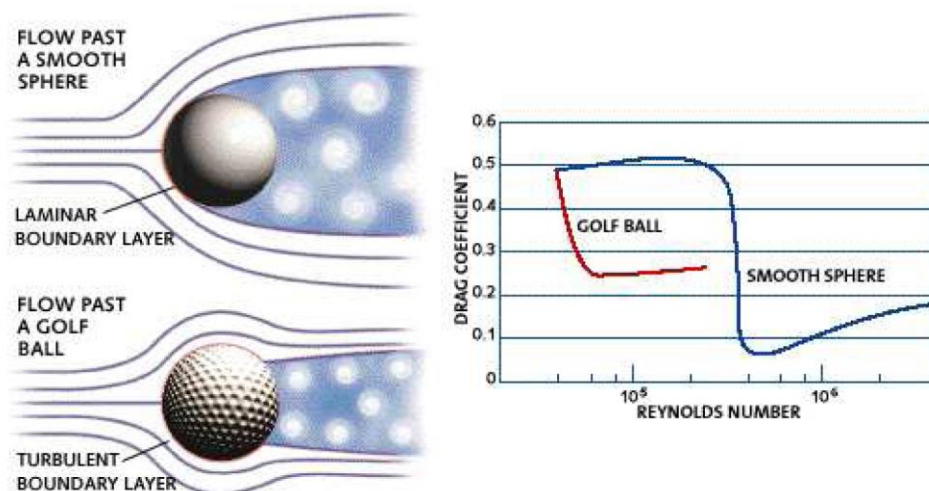 FLOW PAST
A SMOOTH
SPHERE
LAMINAR
BOUNDARY LAYER
FLOW PAST
A GOLF
BALL
TURBULENT
BOUNDARY LAYER
0.6
0.5
0.4
0.3
0.2
0.1
0
DRAG COEFFICIENT
GOLF BALL
SMOOTH SPHERE
10⁵
10⁶
REYNOLDS NUMBER